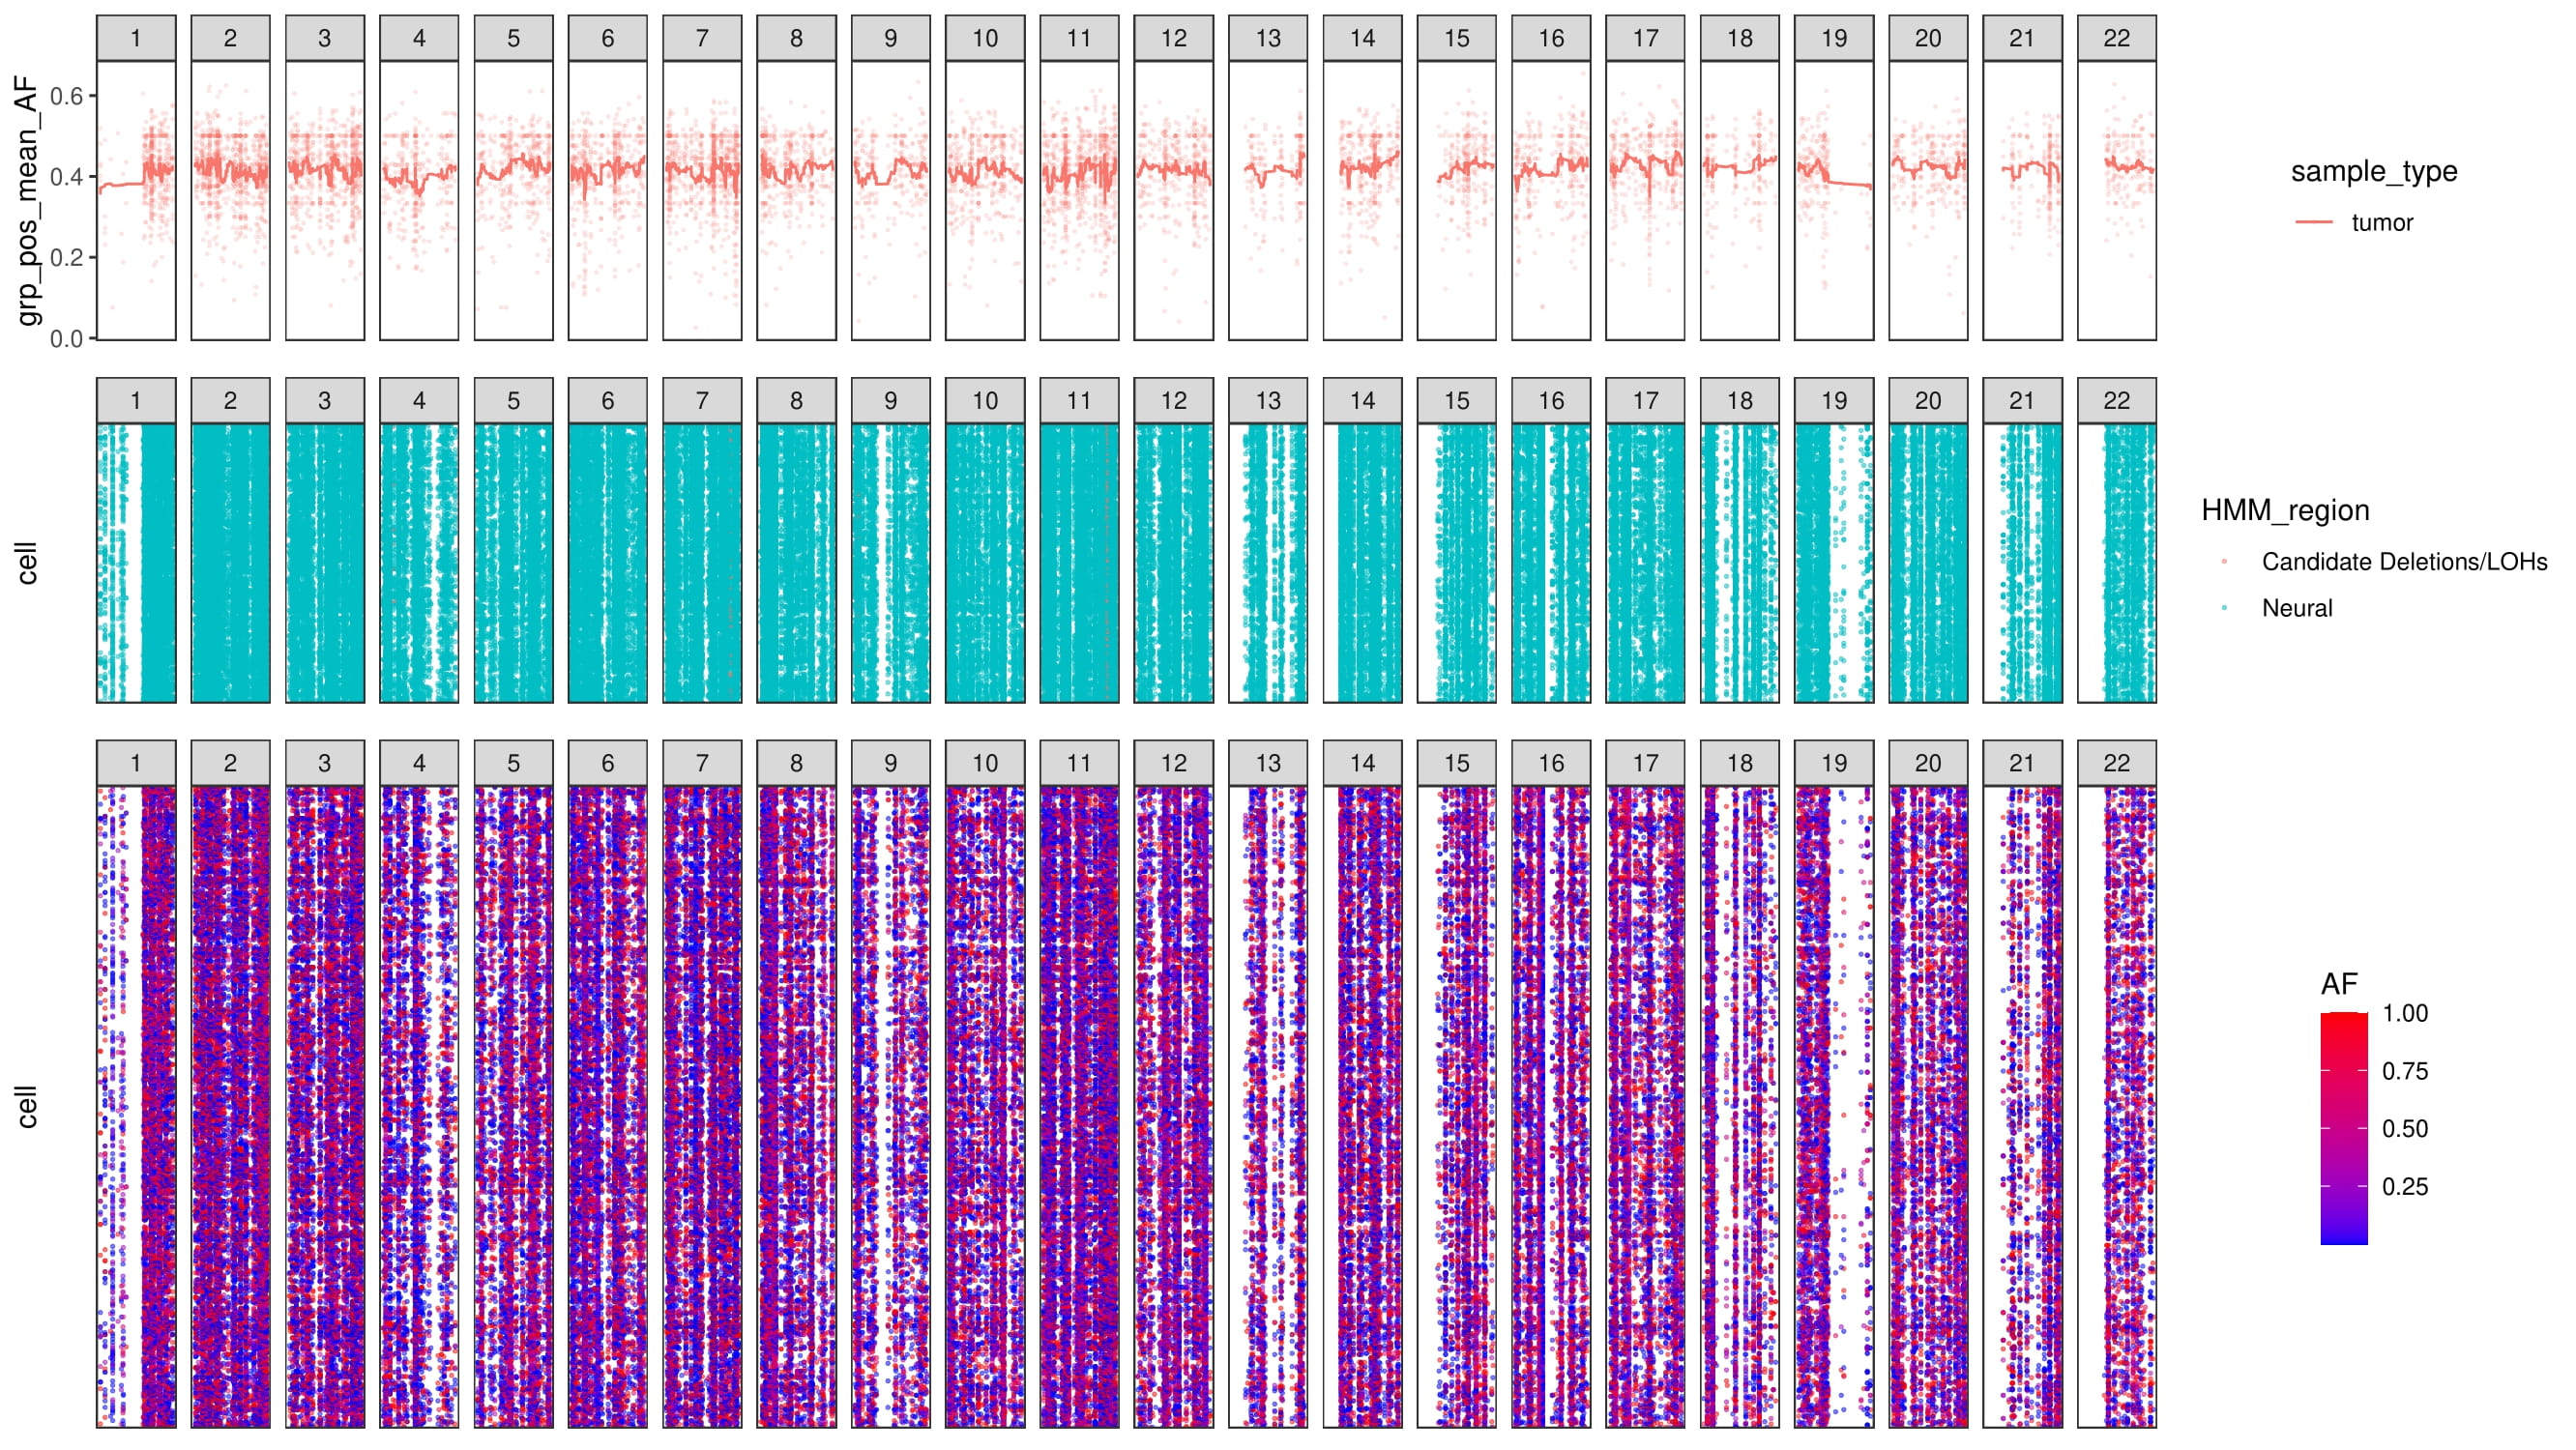 1 2 3 4 5 6 7 8 9 10 11 12 13 14 15 16 17 18 19 20 21 22
grp_pos_mean_AF
0.6
0.4
0.2
0.0
sample_type
tumor
1 2 3 4 5 6 7 8 9 10 11 12 13 14 15 16 17 18 19 20 21 22
cell
HMM_region
Candidate Deletions/LOHs
Neural
1 2 3 4 5 6 7 8 9 10 11 12 13 14 15 16 17 18 19 20 21 22
cell
AF
1.00
0.75
0.50
0.25